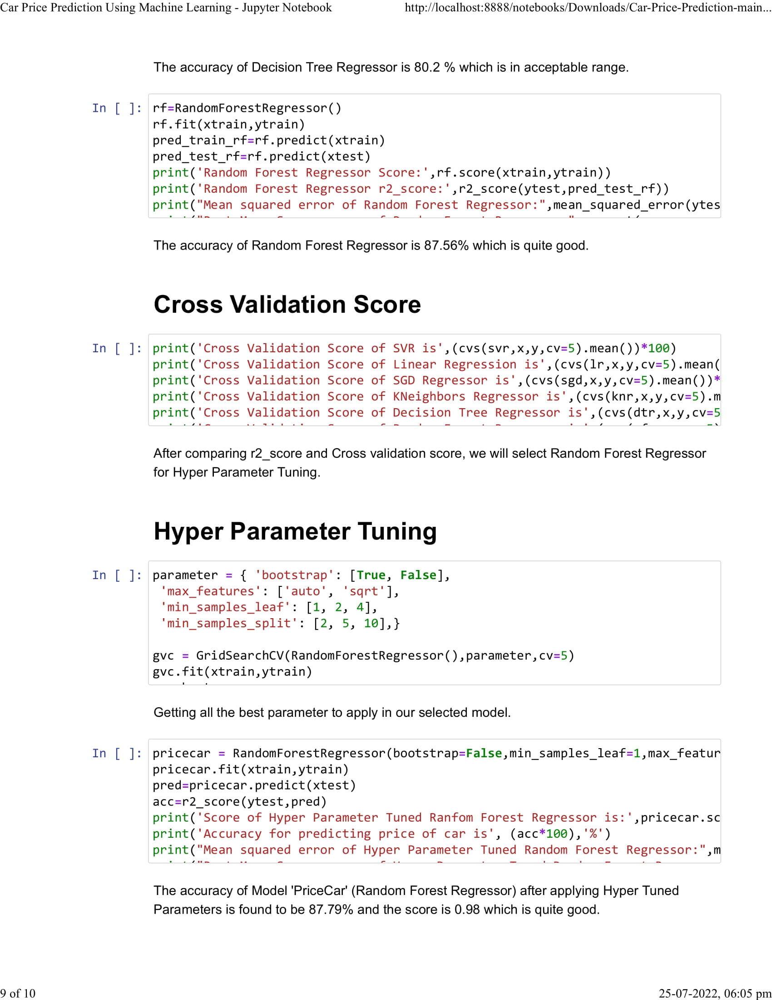 Car Price Prediction Using Machine Learning - Jupyter Notebook
http://localhost:8888/notebooks/Downloads/Car-Price-Prediction-main...
The accuracy of Decision Tree Regressor is 80.2 % which is in acceptable range.
In [ ]:
rf=RandomForestRegressor()
rf.fit(xtrain,ytrain)
pred_train_rf=rf.predict(xtrain)
pred_test_rf=rf.predict(xtest)
print('Random Forest Regressor Score:',rf.score(xtrain,ytrain))
print('Random Forest Regressor r2_score:',r2_score(ytest,pred_test_rf))
print("Mean squared error of Random Forest Regressor:",mean_squared_error(ytes
The accuracy of Random Forest Regressor is 87.56% which is quite good.
Cross Validation Score
In [ ]:
print('Cross Validation Score of SVR is',(cvs(svr,x,y,cv=5).mean())*100)
print('Cross Validation Score of Linear Regression is',(cvs(lr,x,y,cv=5).mean(
print('Cross Validation Score of SGD Regressor is',(cvs(sgd,x,y,cv=5).mean())*
print('Cross Validation Score of KNeighbors Regressor is',(cvs(knr,x,y,cv=5).m
print('Cross Validation Score of Decision Tree Regressor is',(cvs(dtr,x,y,cv=5
After comparing r2_score and Cross validation score, we will select Random Forest Regressor
for Hyper Parameter Tuning.
Hyper Parameter Tuning
In [ ]:
parameter = { 'bootstrap': [True, False],
'max_features': ['auto', 'sqrt'],
'min_samples_leaf': [1, 2, 4],
'min_samples_split': [2, 5, 10],}
gvc = GridSearchCV(RandomForestRegressor(),parameter,cv=5)
gvc.fit(xtrain,ytrain)
Getting all the best parameter to apply in our selected model.
In [ ]:
pricecar = RandomForestRegressor(bootstrap=False,min_samples_leaf=1,max_featur
pricecar.fit(xtrain,ytrain)
pred=pricecar.predict(xtest)
acc=r2_score(ytest,pred)
print('Score of Hyper Parameter Tuned Ranfom Forest Regressor is:',pricecar.sc
print('Accuracy for predicting price of car is', (acc*100),'%')
print("Mean squared error of Hyper Parameter Tuned Random Forest Regressor:",m
The accuracy of Model 'PriceCar' (Random Forest Regressor) after applying Hyper Tuned
Parameters is found to be 87.79% and the score is 0.98 which is quite good.
9 of 10
25-07-2022, 06:05 pm